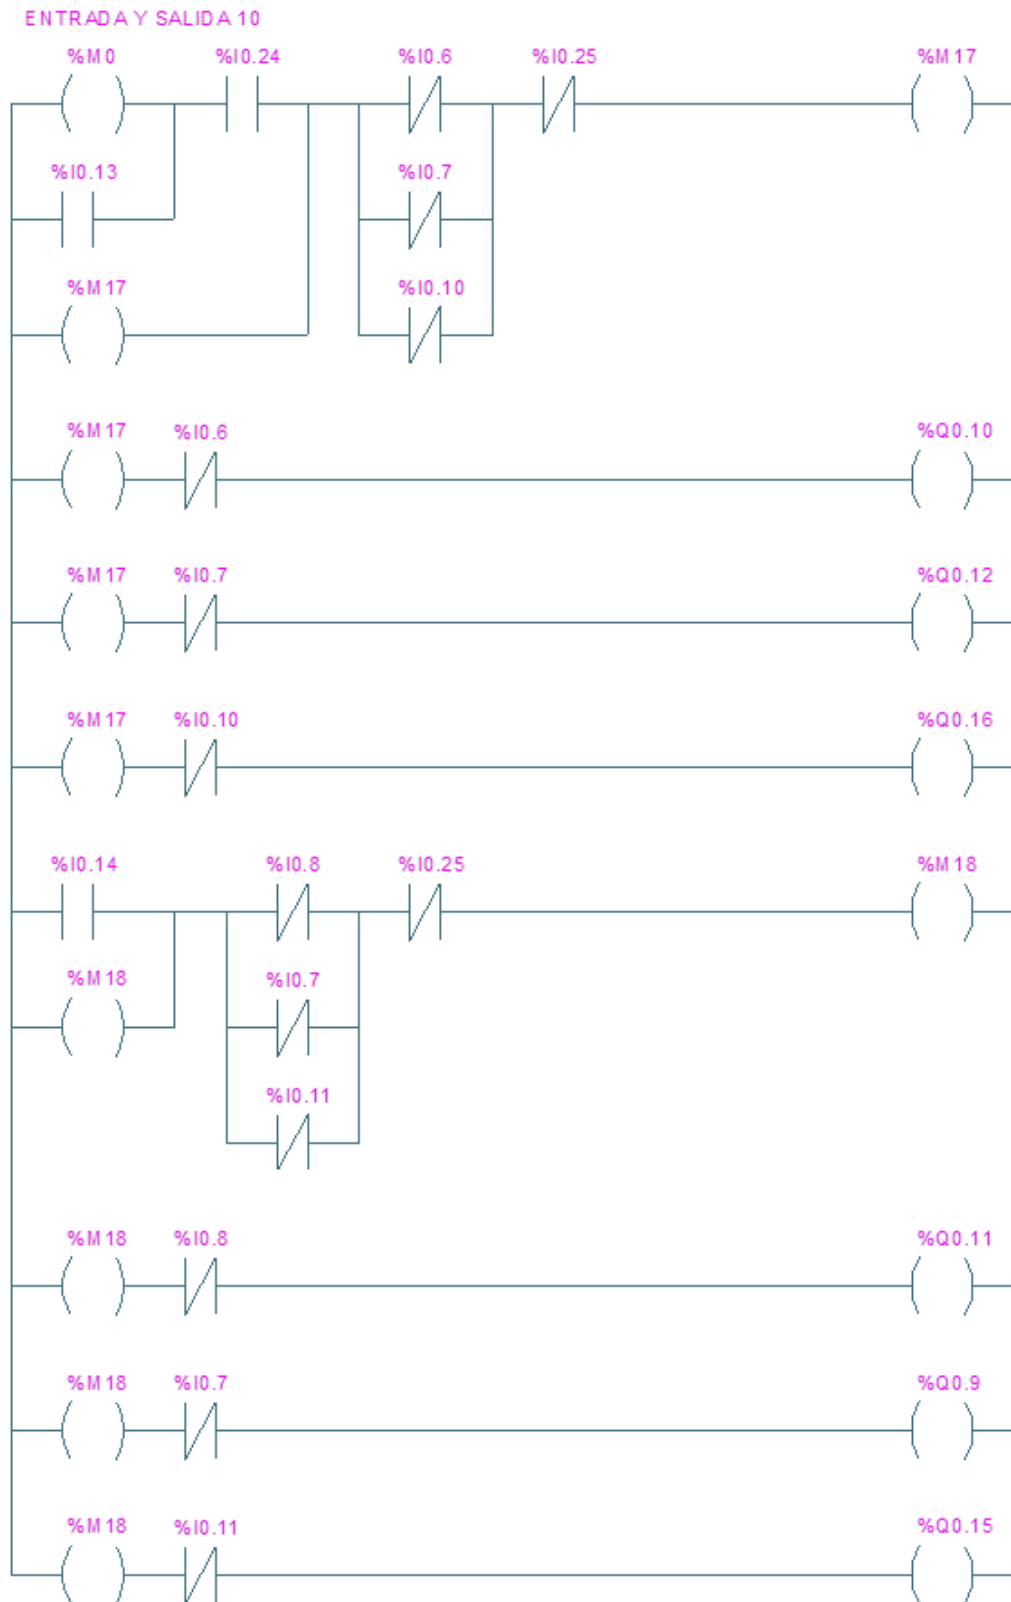 ENTRADA Y SALIDA 10
%M0 %I0.24 %I0.6 %I0.25 %M17
%I0.13 %I0.7
%M17 %I0.10
%M17 %I0.6 %Q0.10
%M17 %I0.7 %Q0.12
%M17 %I0.10 %Q0.16
%I0.14 %I0.8 %I0.25 %M18
%M18 %I0.7
%I0.11
%M18 %I0.8 %Q0.11
%M18 %I0.7 %Q0.9
%M18 %I0.11 %Q0.15